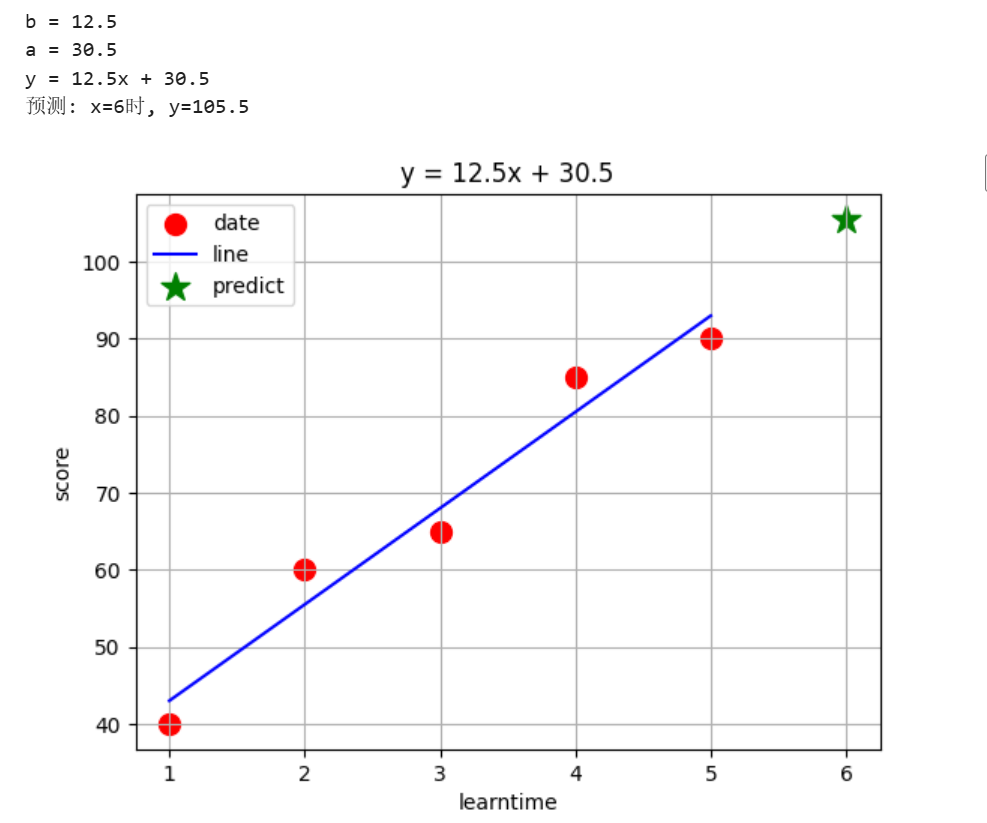 b = 12.5
a = 30.5
y = 12.5x + 30.5
预测: x=6时, y=105.5
y = 12.5x + 30.5
date
line
predict
100
90
80
70
60
50
40
score
1 2 3 4 5 6
learntime